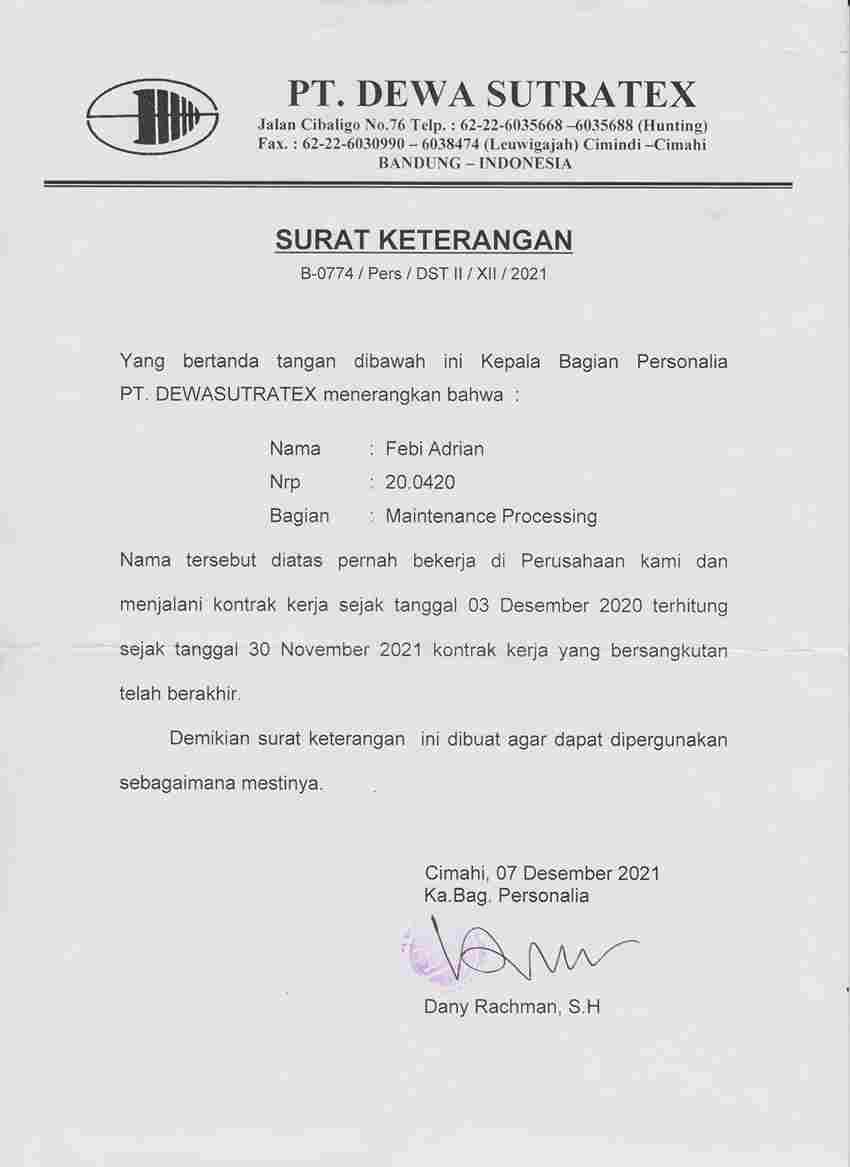 PT. DEWA SUTRATEX
Jalan Cibaligo No.76 Telp. : 62-22-6035668 –6035688 (Hunting)
Fax. : 62-22-6030990 – 6038474 (Leuwigajah) Cimindi –Cimahi
BANDUNG – INDONESIA
SURAT KETERANGAN
B-0774 / Pers / DST II / XII / 2021
Yang bertanda tangan dibawah ini Kepala Bagian Personalia
PT. DEWASUTRATEX menerangkan bahwa :
Nama : Febi Adrian
Nrp : 20.0420
Bagian : Maintenance Processing
Nama tersebut diatas pernah bekerja di Perusahaan kami dan
menjalani kontrak kerja sejak tanggal 03 Desember 2020 terhitung
sejak tanggal 30 November 2021 kontrak kerja yang bersangkutan
telah berakhir.
Demikian surat keterangan ini dibuat agar dapat dipergunakan
sebagaimana mestinya.
Cimahi, 07 Desember 2021
Ka.Bag. Personalia
Dany Rachman, S.H